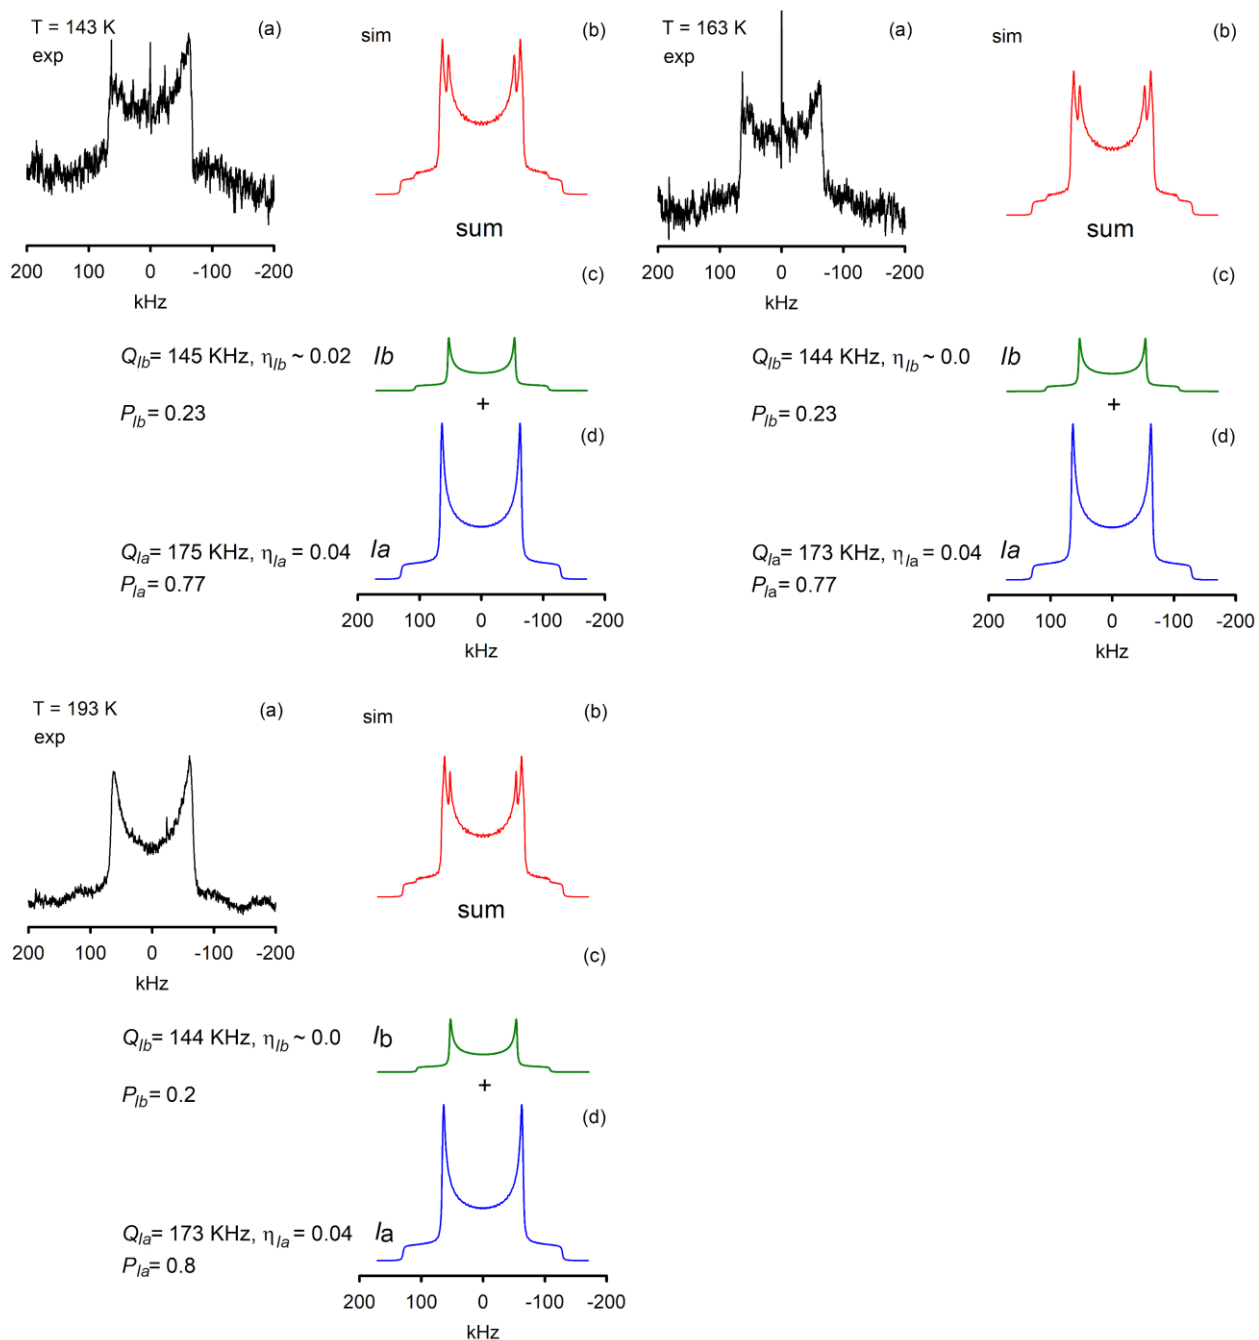 T = 143 K
exp
(a)
sim
(b)
sum
200 100 0 -100 -200
kHz
(c)
Q_Ib= 145 KHz, η_Ib ~ 0.02
Ib
P_Ib= 0.23
+
(d)
Q_Ia= 175 KHz, η_Ia = 0.04
Ia
P_Ia= 0.77
200 100 0 -100 -200
kHz
T = 163 K
exp
(a)
sim
(b)
sum
200 100 0 -100 -200
kHz
(c)
Q_Ib= 144 KHz, η_Ib ~ 0.0
Ib
P_Ib= 0.23
+
(d)
Q_Ia= 173 KHz, η_Ia = 0.04
Ia
P_Ia= 0.77
200 100 0 -100 -200
kHz
T = 193 K
exp
(a)
sim
(b)
sum
200 100 0 -100 -200
kHz
(c)
Q_Ib= 144 KHz, η_Ib ~ 0.0
Ib
P_Ib= 0.2
+
(d)
Q_Ia= 173 KHz, η_Ia = 0.04
Ia
P_Ia= 0.8
200 100 0 -100 -200
kHz